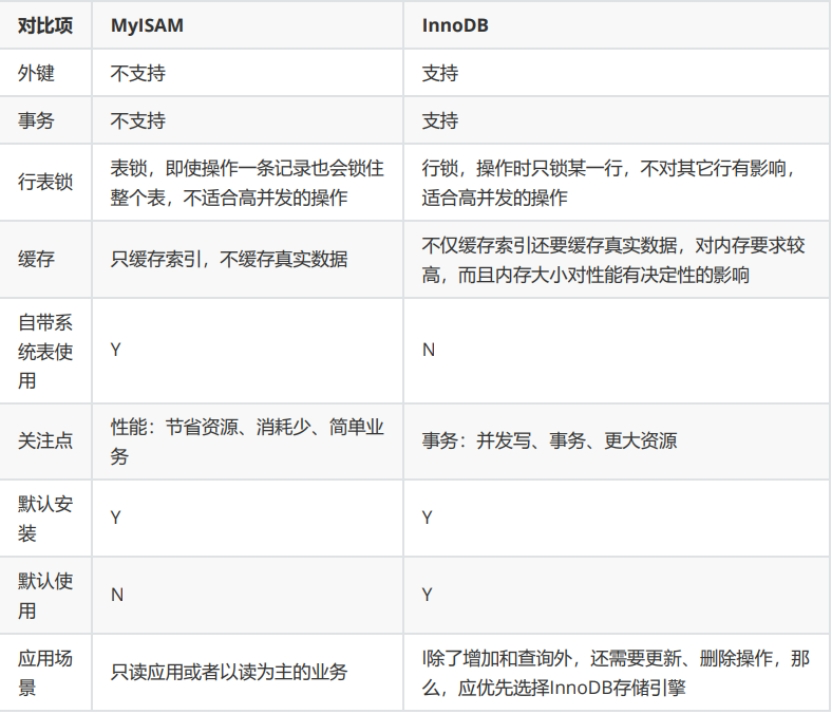 对比项 MyISAM InnoDB
外键 不支持 支持
事务 不支持 支持
行表锁
表锁，即使操作一条记录也会锁住
整个表，不适合高并发的操作
行锁，操作时只锁某一行，不对其它行有影响，
适合高并发的操作
缓存
只缓存索引，不缓存真实数据
不仅缓存索引还要缓存真实数据，对内存要求较
高，而且内存大小对性能有决定性的影响
自带系
统表使
用
Y
N
关注点
性能：节省资源、消耗少、简单业
务
事务：并发写、事务、更大资源
默认安
装
Y
Y
默认使
用
N
Y
应用场
景
只读应用或者以读为主的业务
l除了增加和查询外，还需要更新、删除操作，那
么，应优先选择InnoDB存储引擎